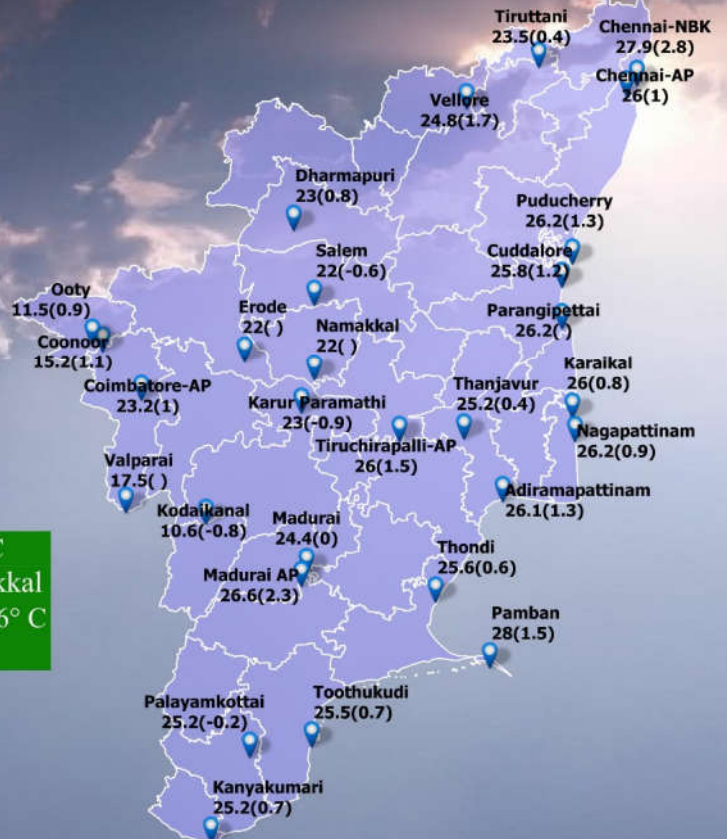 Tiruttani
23.5(0.4)
Chennai-NBK
27.9(2.8)
Chennai-AP
26(1)
Vellore
24.8(1.7)
Dharmapuri
23(0.8)
Puducherry
26.2(1.3)
Salem
22(-0.6)
Cuddalore
25.8(1.2)
Ooty
11.5(0.9)
Erode
22( )
Namakkal
22( )
Parangipettai
26.2( )
Coonoor
15.2(1.1)
Coimbatore-AP
23.2(1)
Karur Paramathi
23(-0.9)
Thanjavur
25.2(0.4)
Karaikal
26(0.8)
Tiruchirapalli-AP
26(1.5)
Nagapattinam
26.2(0.9)
Valparai
17.5( )
Kodaikanal
10.6(-0.8)
Adiramapattinam
26.1(1.3)
Madurai
24.4(0)
C
kkal
6° C
Madurai AP
26.6(2.3)
Thondi
25.6(0.6)
Pamban
28(1.5)
Palayamkottai
25.2(-0.2)
Toothukudi
25.5(0.7)
Kanyakumari
25.2(0.7)